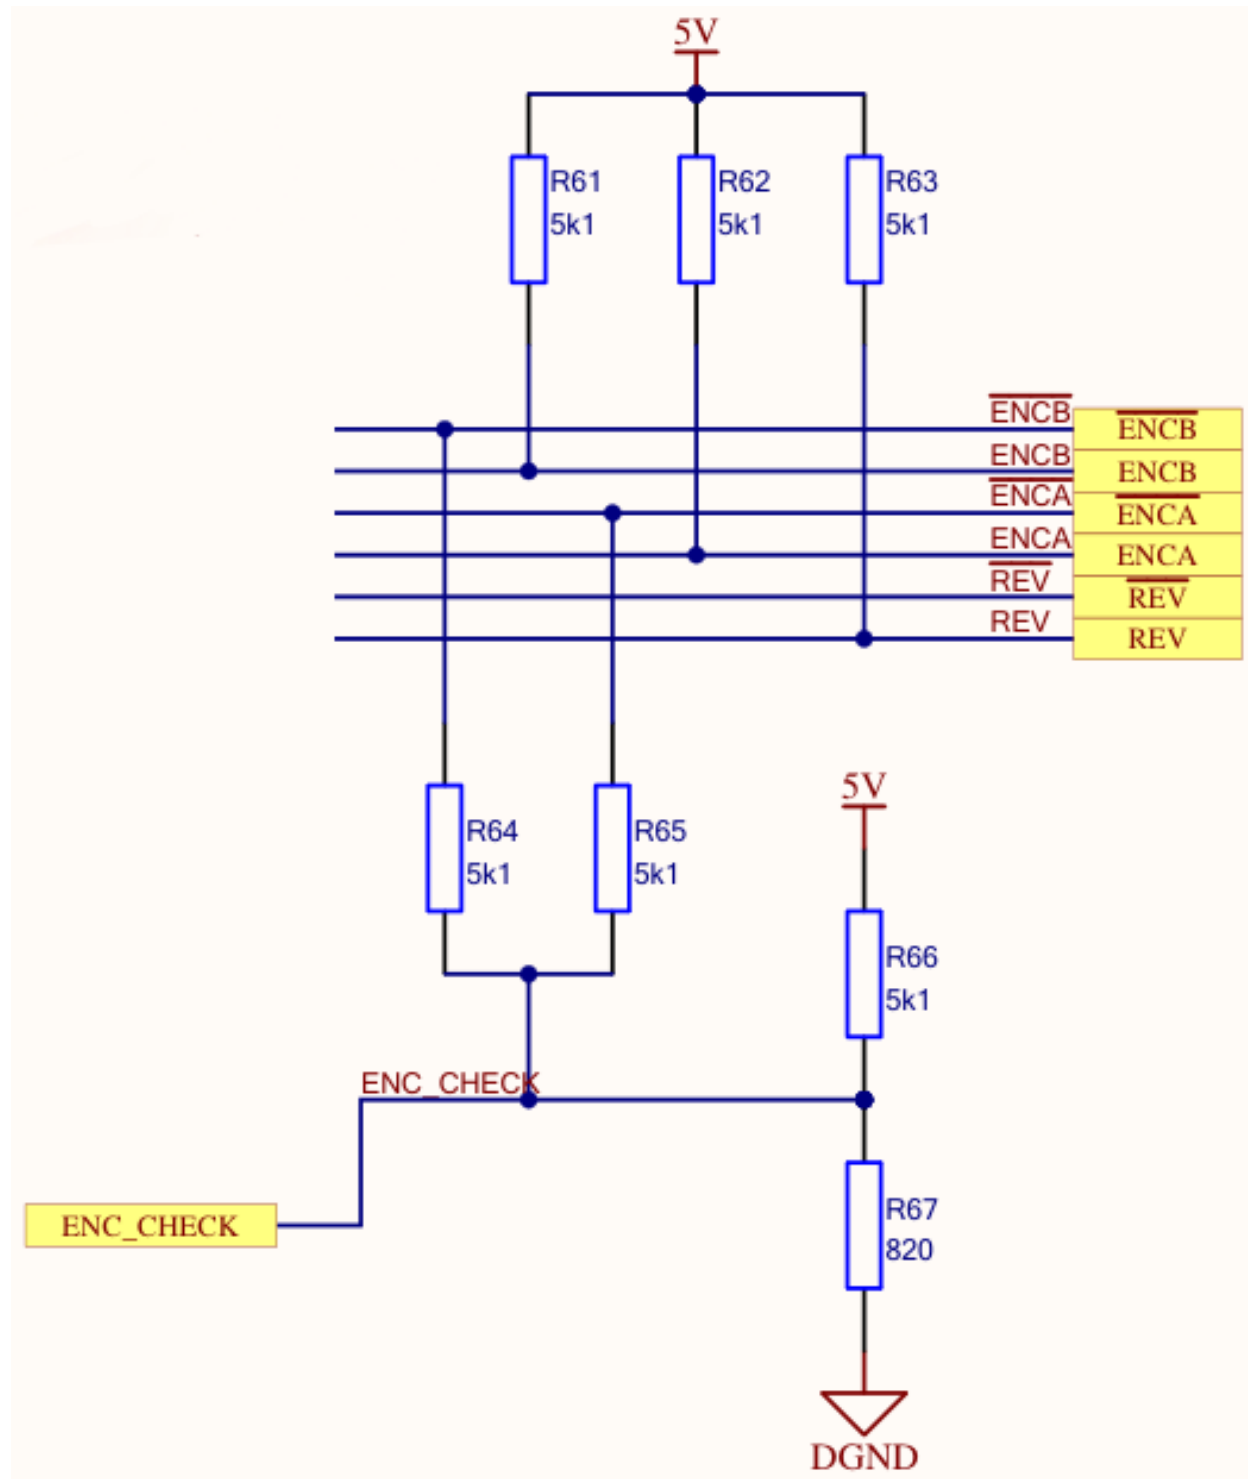 5V
R61
5k1
R62
5k1
R63
5k1
ENCB
ENCB
ENCB
ENCB
ENCA
ENCA
ENCA
ENCA
REV
REV
REV
REV
R64
5k1
R65
5k1
5V
R66
5k1
ENC_CHECK
ENC_CHECK
R67
820
DGND